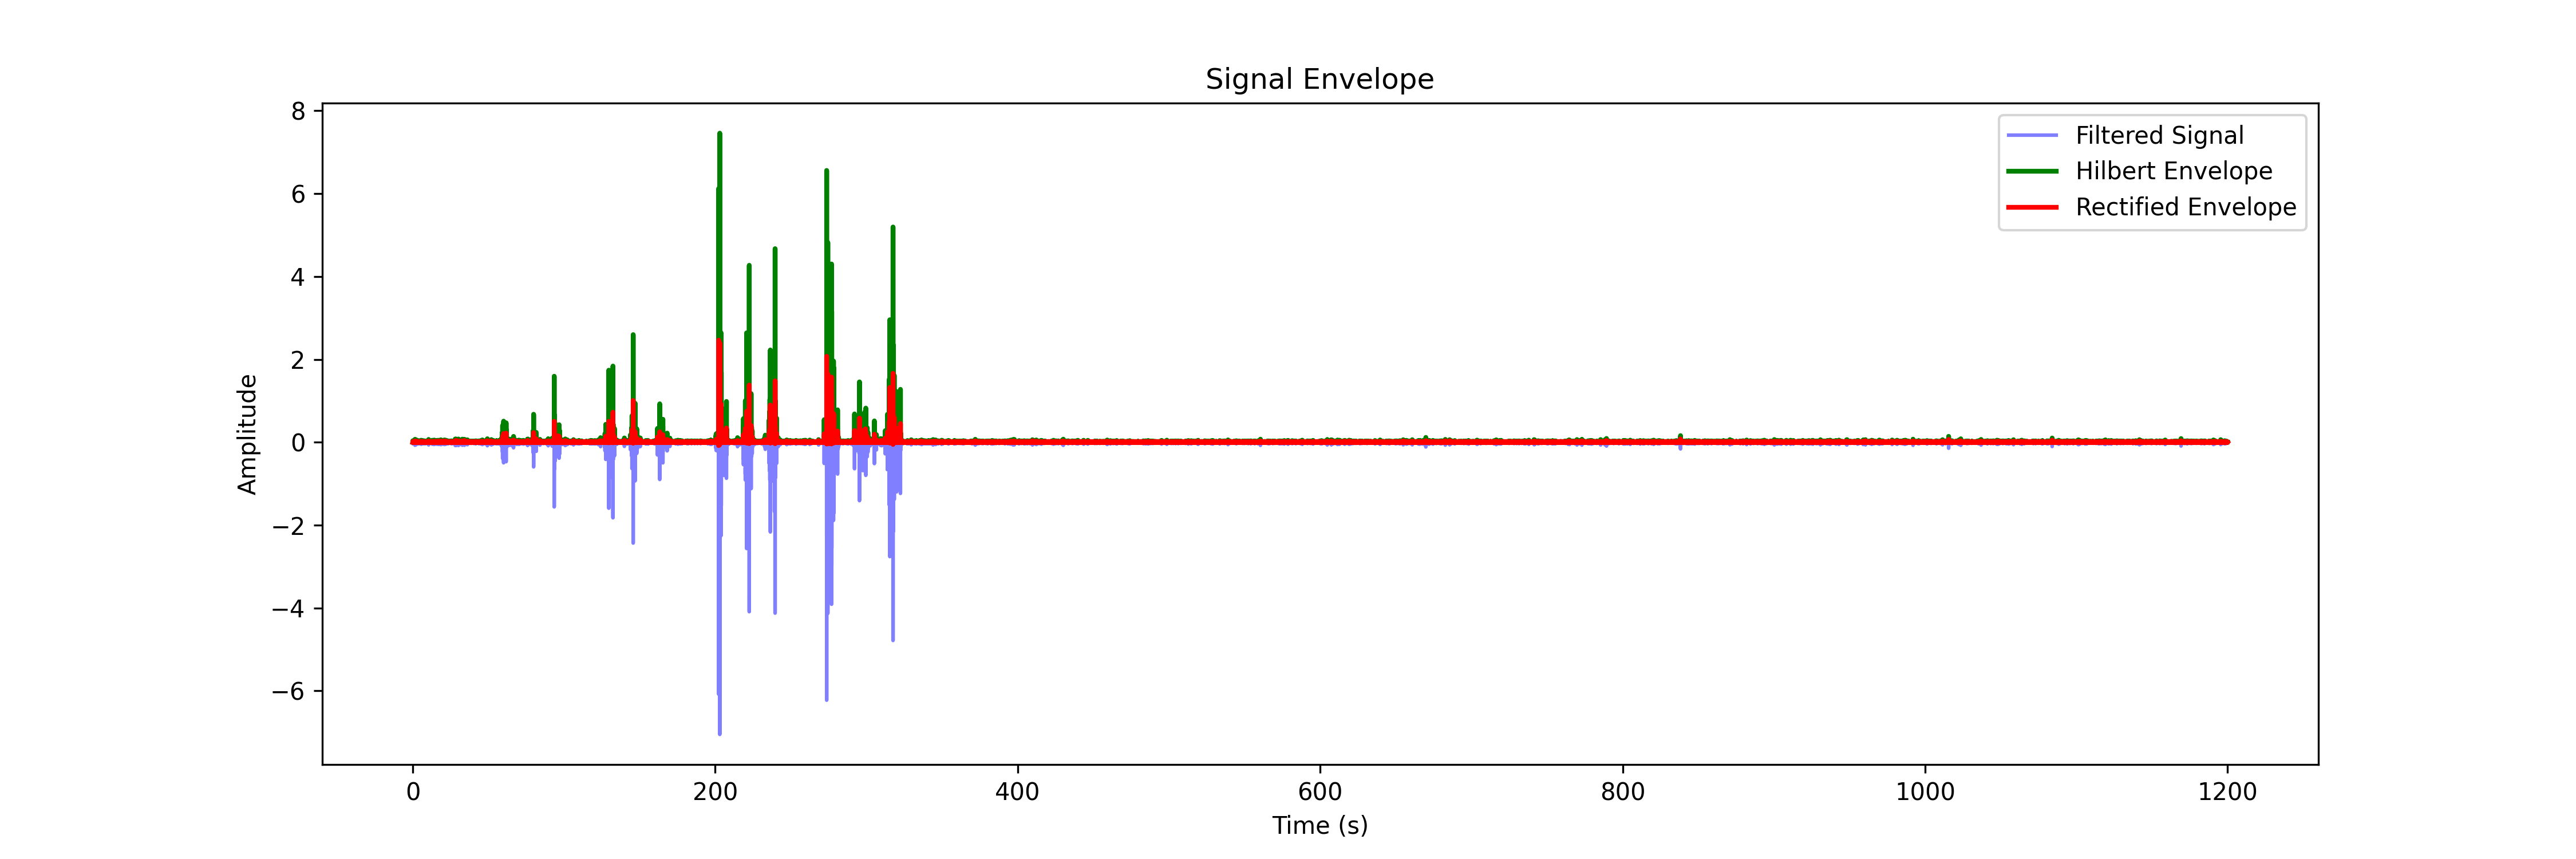 Signal Envelope
8
6
4
2
0
−2
−4
−6
Amplitude
Filtered Signal
Hilbert Envelope
Rectified Envelope
0 200 400 600 800 1000 1200
Time (s)